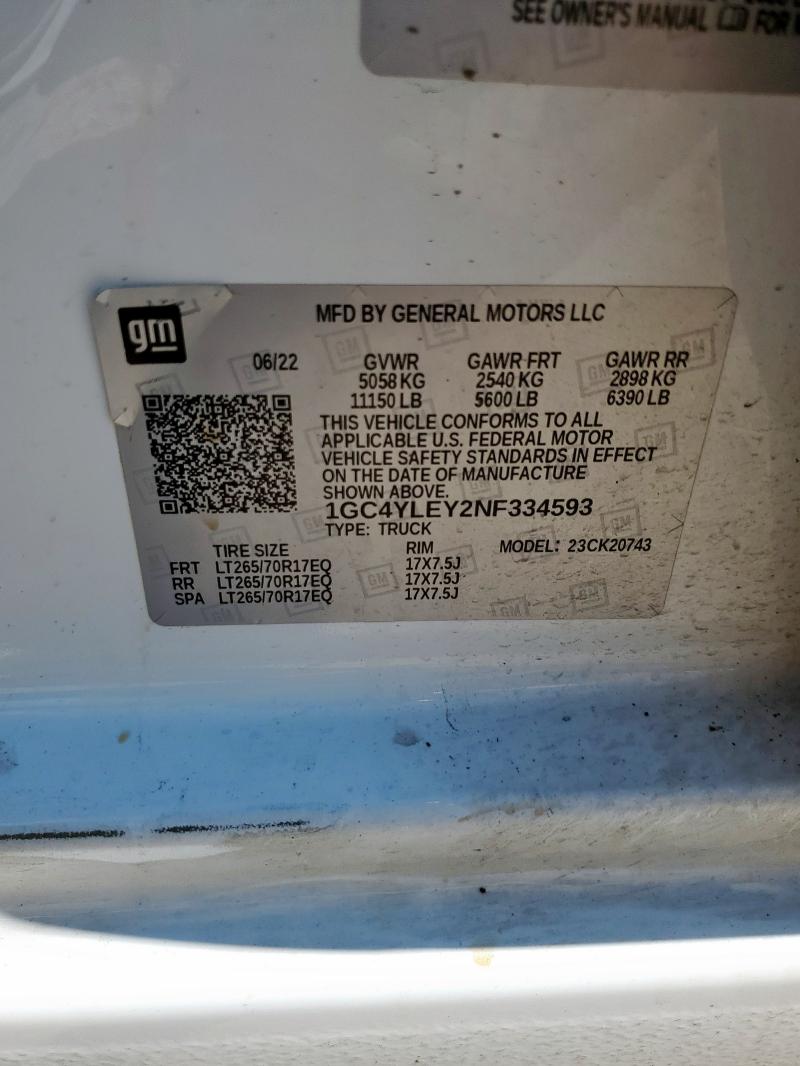 SEE OWNER'S MANUAL FOR
gm
MFD BY GENERAL MOTORS LLC
06/22 GVWR GAWR FRT GAWR RR
5058 KG 2540 KG 2898 KG
11150 LB 5600 LB 6390 LB
THIS VEHICLE CONFORMS TO ALL
APPLICABLE U.S. FEDERAL MOTOR
VEHICLE SAFETY STANDARDS IN EFFECT
ON THE DATE OF MANUFACTURE
SHOWN ABOVE.
1GC4YLEY2NF334593
TYPE: TRUCK
TIRE SIZE RIM MODEL: 23CK20743
FRT LT265/70R17EQ 17X7.5J
RR LT265/70R17EQ 17X7.5J
SPA LT265/70R17EQ 17X7.5J